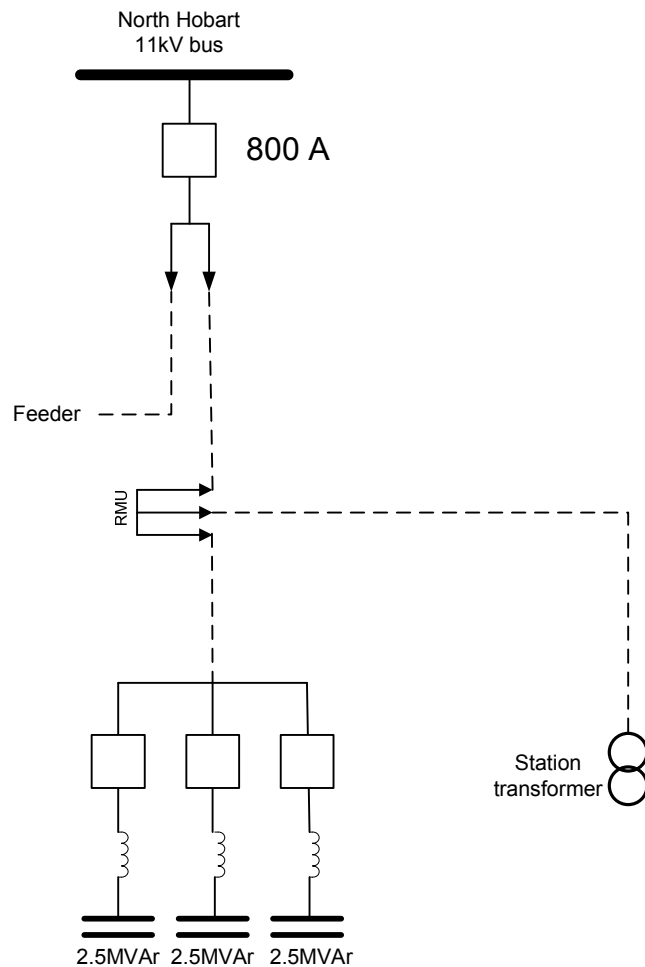 North Hobart
11kV bus
800 A
Feeder
RMU
Station
transformer
2.5MVAr 2.5MVAr 2.5MVAr